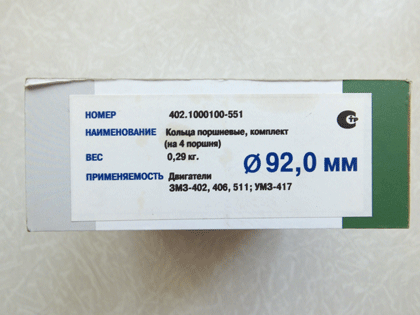 НОМЕР 402.1000100-551
НАИМЕНОВАНИЕ Кольца поршневые, комплект
(на 4 поршня)
ВЕС 0,29 кг.
Ø 92,0 мм
ПРИМЕНЯЕМОСТЬ Двигатели
ЗМЗ-402, 406, 511; УМЗ-417